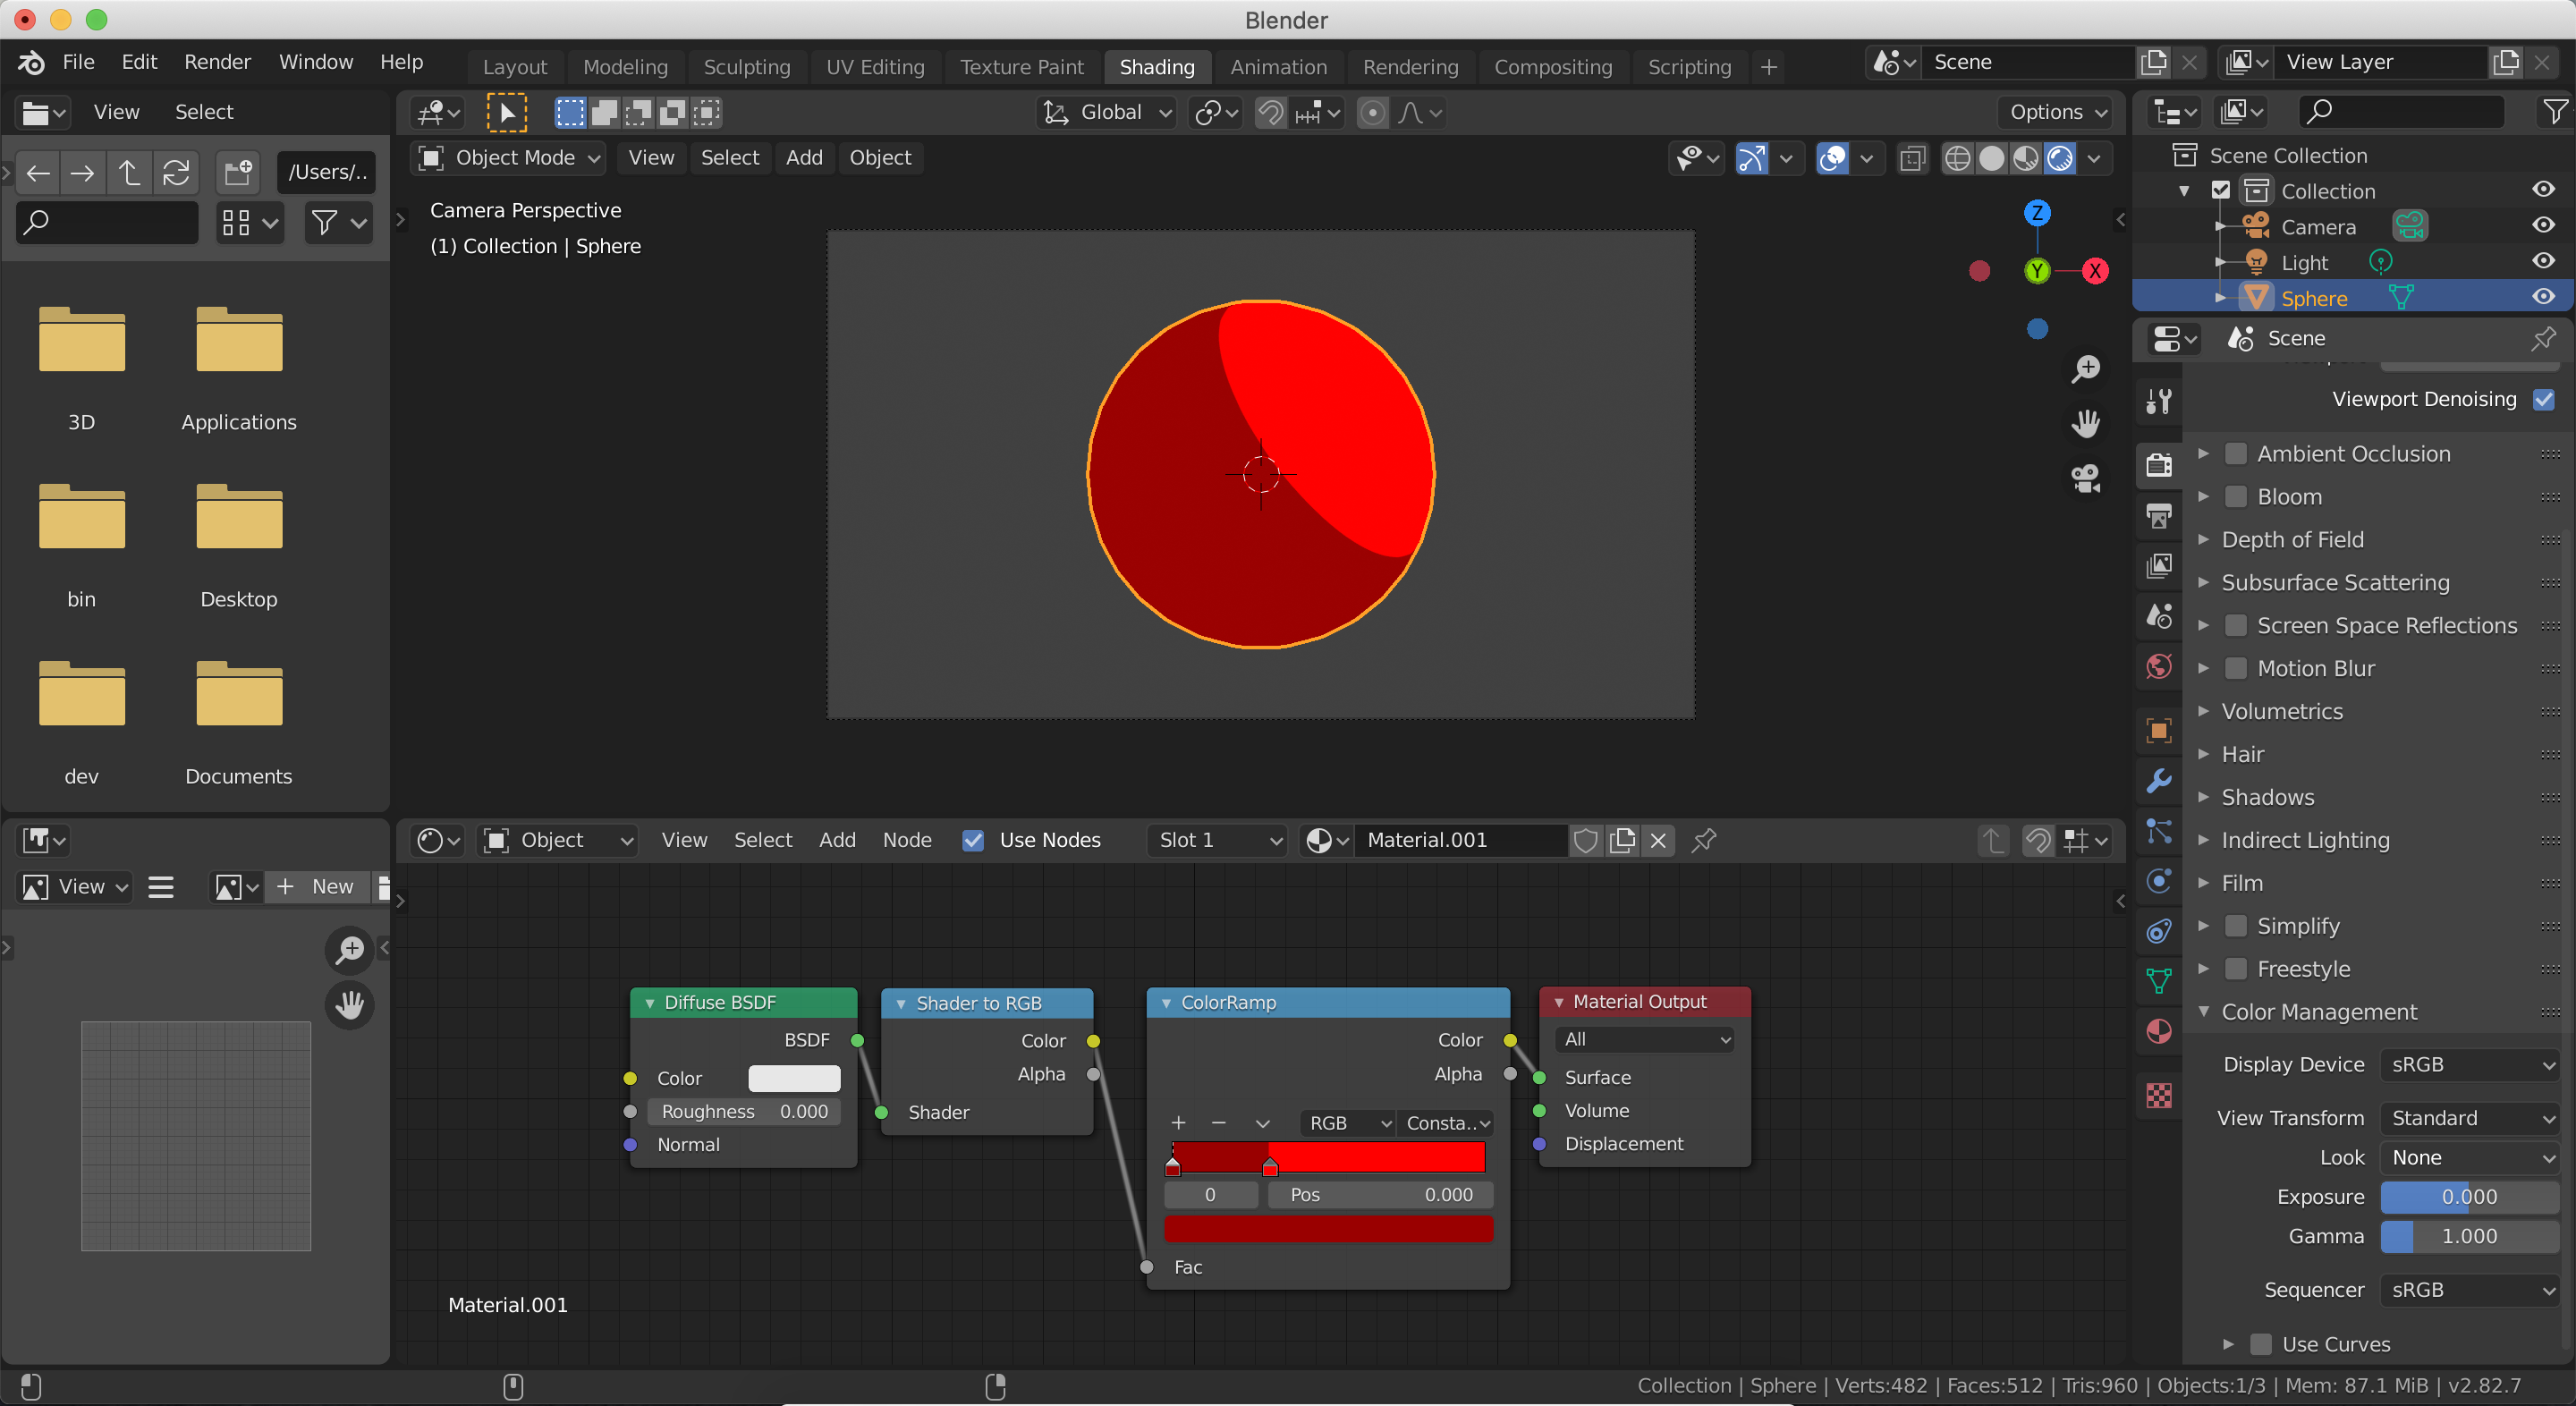 Blender
File Edit Render Window Help Layout Modeling Sculpting UV Editing Texture Paint Shading Animation Rendering Compositing Scripting + Scene View Layer
View Select Global Options
/Users/..
Object Mode View Select Add Object
Camera Perspective
(1) Collection | Sphere
Z
Y
X
3D Applications
bin Desktop
dev Documents
Scene Collection
Collection
Camera
Light
Sphere
Scene
Viewport Denoising
Ambient Occlusion
Bloom
Depth of Field
Subsurface Scattering
Screen Space Reflections
Motion Blur
Volumetrics
Hair
Shadows
Indirect Lighting
Film
Simplify
Freestyle
Color Management
Display Device sRGB
View Transform Standard
Look None
Exposure 0.000
Gamma 1.000
Sequencer sRGB
Use Curves
View + New
Object View Select Add Node Use Nodes Slot 1 Material.001
Diffuse BSDF
BSDF
Color
Roughness 0.000
Normal
Shader to RGB
Color
Alpha
Shader
ColorRamp
Color
Alpha
+ − RGB Consta..
0 Pos 0.000
Fac
Material Output
All
Surface
Volume
Displacement
Material.001
Collection | Sphere | Verts:482 | Faces:512 | Tris:960 | Objects:1/3 | Mem: 87.1 MiB | v2.82.7